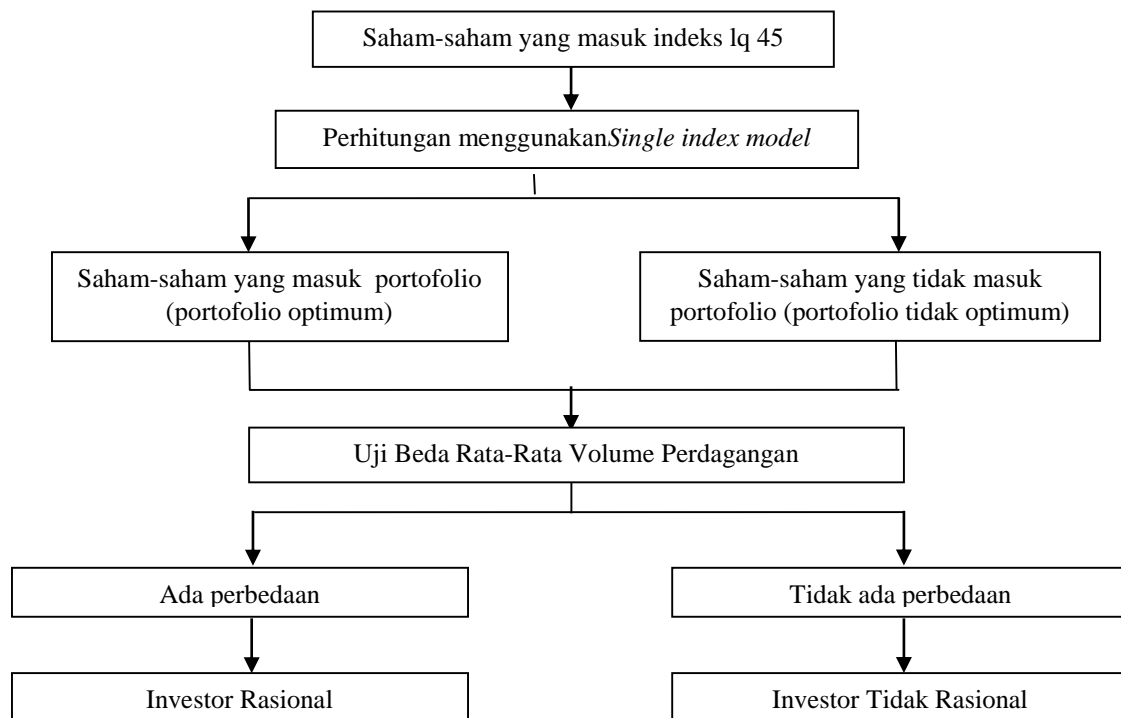 Saham-saham yang masuk indeks lq 45
Perhitungan menggunakanSingle index model
Saham-saham yang masuk portofolio
(portofolio optimum)
Saham-saham yang tidak masuk
portofolio (portofolio tidak optimum)
Uji Beda Rata-Rata Volume Perdagangan
Ada perbedaan
Tidak ada perbedaan
Investor Rasional
Investor Tidak Rasional